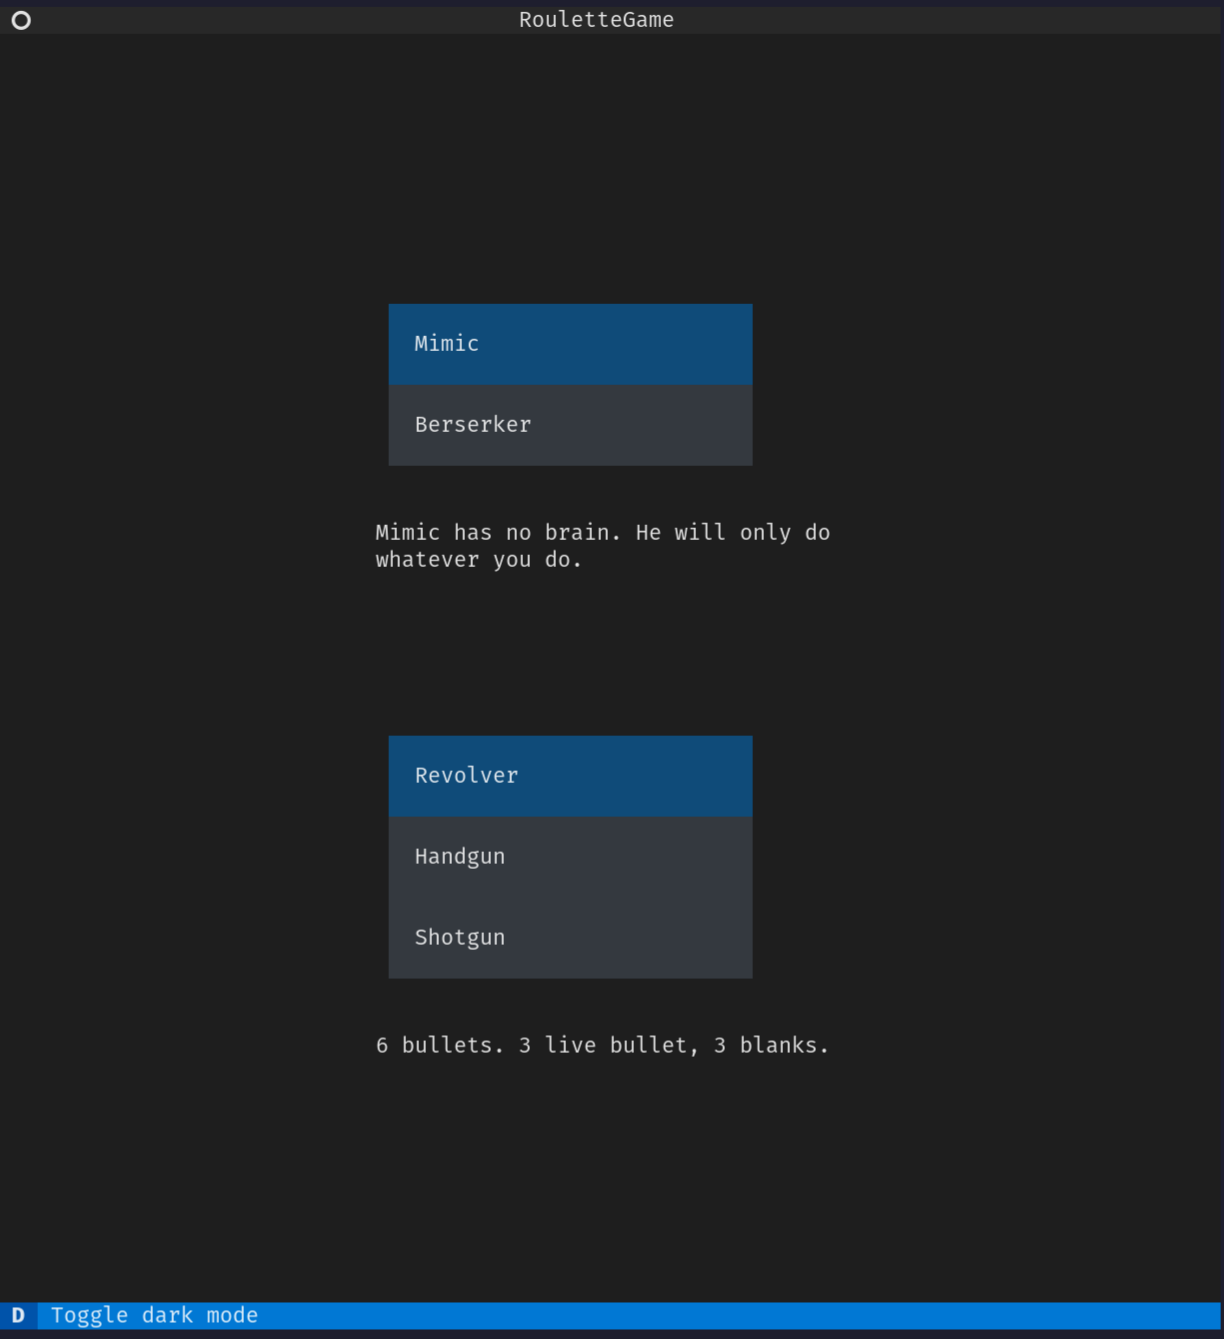 RouletteGame
Mimic
Berserker
Mimic has no brain. He will only do
whatever you do.
Revolver
Handgun
Shotgun
6 bullets. 3 live bullet, 3 blanks.
D Toggle dark mode